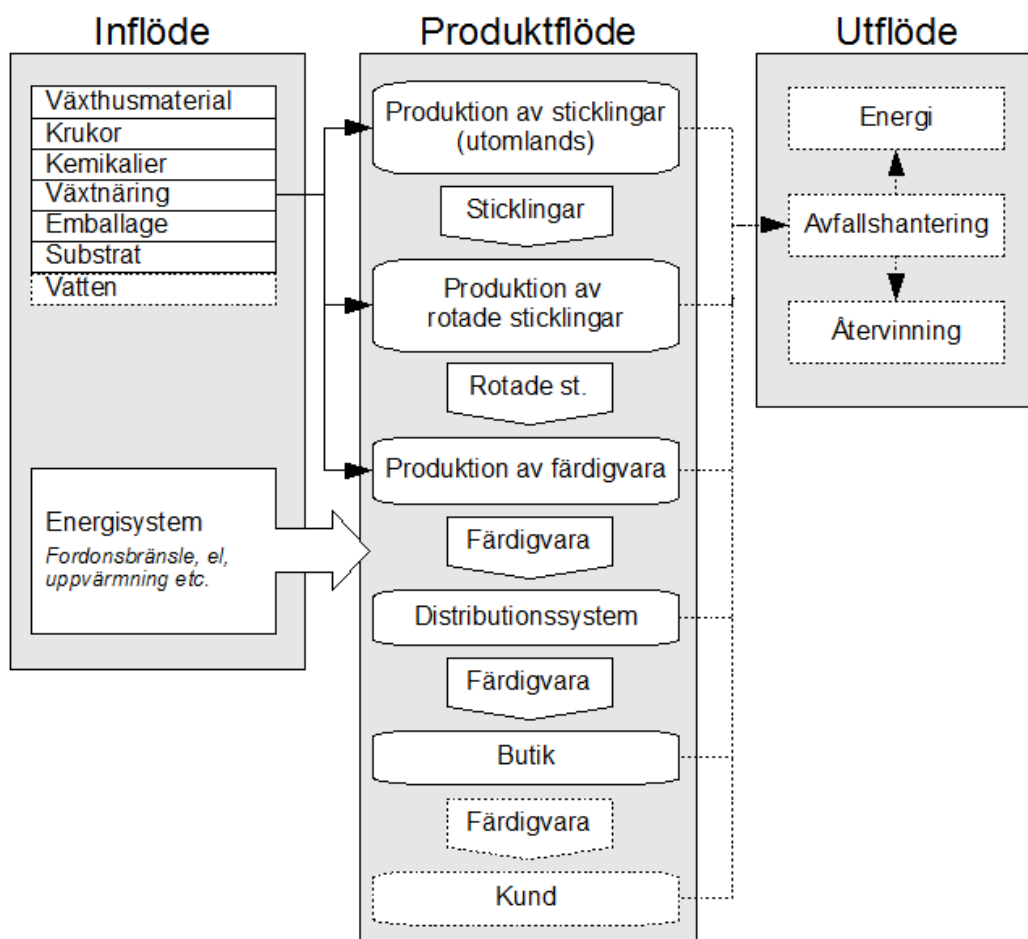 Inflöde
Växthusmaterial
Krukor
Kemikalier
Växtnäring
Emballage
Substrat
Vatten
Energisystem
Fordonsbränsle, el,
uppvärmning etc.
Produktflöde
Produktion av sticklingar
(utomlands)
Sticklingar
Produktion av
rotade sticklingar
Rotade st.
Produktion av färdigvara
Färdigvara
Distributionssystem
Färdigvara
Butik
Färdigvara
Kund
Utflöde
Energi
Avfallshantering
Återvinning